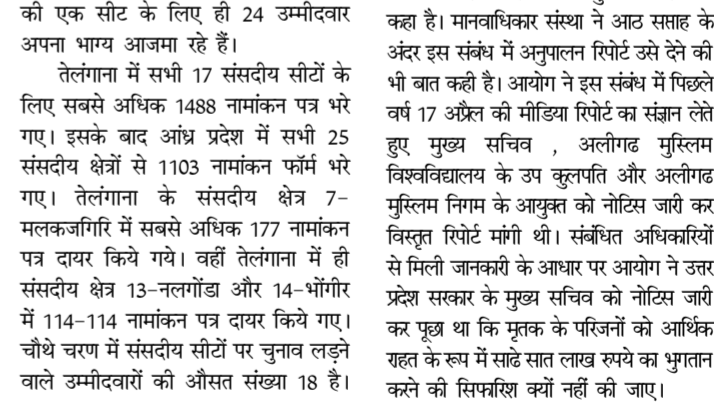 की एक सीट के लिए ही 24 उम्मीदवार
अपना भाग्य आजमा रहे हैं।
तेलंगाना में सभी 17 संसदीय सीटों के
लिए सबसे अधिक 1488 नामांकन पत्र भरे
गए। इसके बाद आंध्र प्रदेश में सभी 25
संसदीय क्षेत्रों से 1103 नामांकन फॉर्म भरे
गए। तेलंगाना के संसदीय क्षेत्र 7-
मलकजगिरि में सबसे अधिक 177 नामांकन
पत्र दायर किये गये। वहीं तेलंगाना में ही
संसदीय क्षेत्र 13-नलगोंडा और 14-भोंगीर
में 114-114 नामांकन पत्र दायर किये गए।
चौथे चरण में संसदीय सीटों पर चुनाव लड़ने
वाले उम्मीदवारों की औसत संख्या 18 है।
कहा है। मानवाधिकार संस्था ने आठ सप्ताह के
अंदर इस संबंध में अनुपालन रिपोर्ट उसे देने की
भी बात कही है। आयोग ने इस संबंध में पिछले
वर्ष 17 अप्रैल की मीडिया रिपोर्ट का संज्ञान लेते
हुए मुख्य सचिव , अलीगढ मुस्लिम
विश्वविद्यालय के उप कुलपति और अलीगढ
मुस्लिम निगम के आयुक्त को नोटिस जारी कर
विस्तृत रिपोर्ट मांगी थी। संबंधित अधिकारियों
से मिली जानकारी के आधार पर आयोग ने उत्तर
प्रदेश सरकार के मुख्य सचिव को नोटिस जारी
कर पूछा था कि मृतक के परिजनों को आर्थिक
राहत के रूप में साढे सात लाख रुपये का भुगतान
करने की सिफारिश क्यों नहीं की जाए।